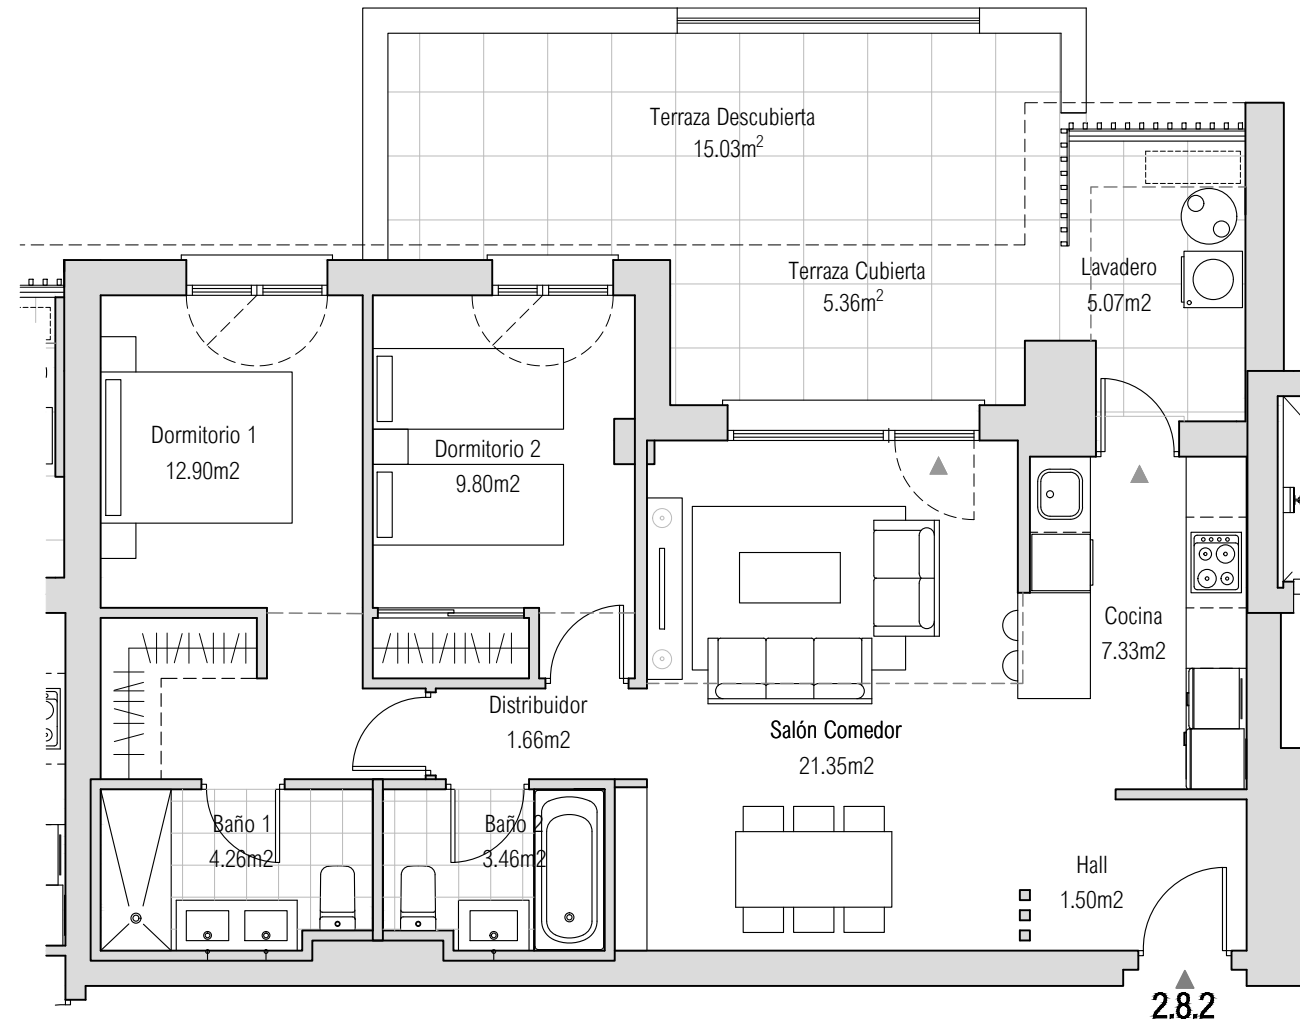 Terraza Descubierta
15.03m²
Terraza Cubierta
5.36m²
Lavadero
5.07m2
Dormitorio 1
12.90m2
Dormitorio 2
9.80m2
Cocina
7.33m2
Distribuidor
1.66m2
Salón Comedor
21.35m2
Baño 1
4.26m2
Baño 2
3.46m2
Hall
1.50m2
2.8.2